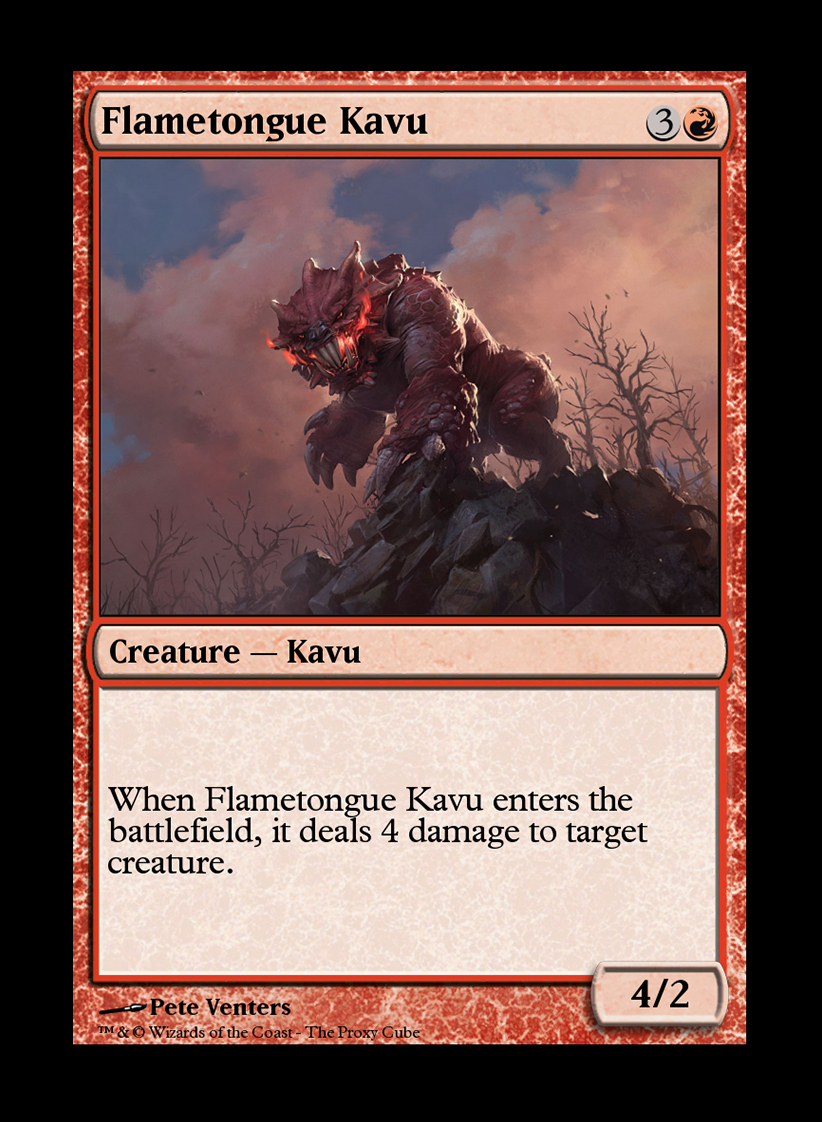 Flametongue Kavu 3
Creature — Kavu
When Flametongue Kavu enters the
battlefield, it deals 4 damage to target
creature.
4/2
Pete Venters
™ & © Wizards of the Coast - The Proxy Cube